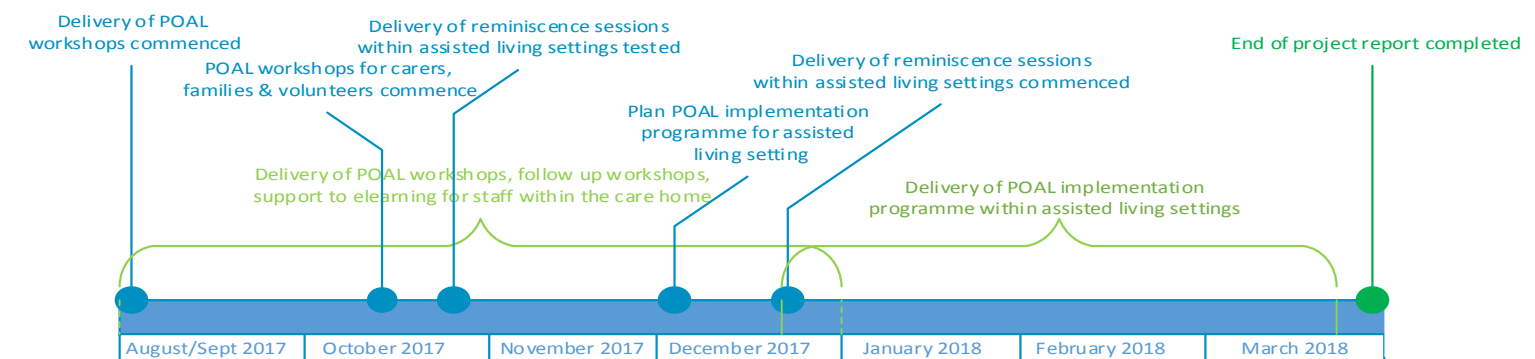 Delivery of POAL
workshops commenced
Delivery of reminiscence sessions
within assisted living settings tested
POAL workshops for carers,
families & volunteers commence
End of project report completed
Delivery of reminiscence sessions
within assisted living settings commenced
Plan POAL implementation
programme for assisted
living setting
Delivery of POAL workshops, follow up workshops,
support to elearning for staff within the care home
Delivery of POAL implementation
programme within assisted living settings
August/Sept 2017
October 2017
November 2017
December 2017
January 2018
February 2018
March 2018